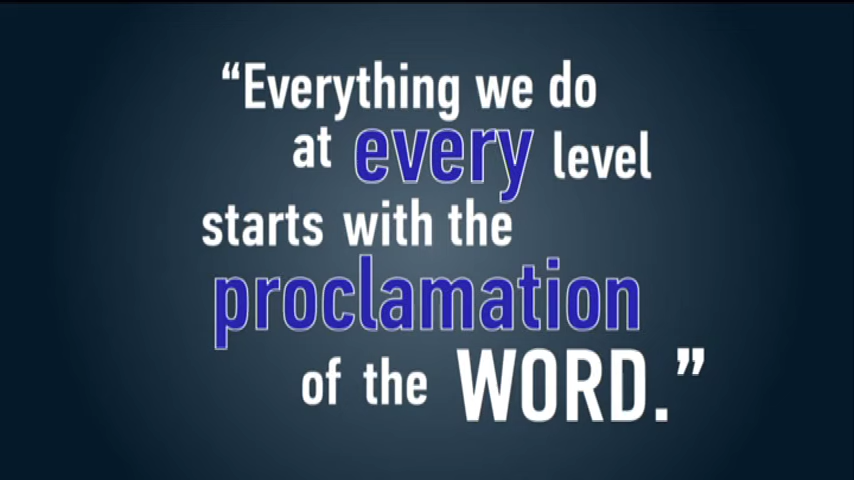 “Everything we do
at every level
starts with the
proclamation
of the WORD.”